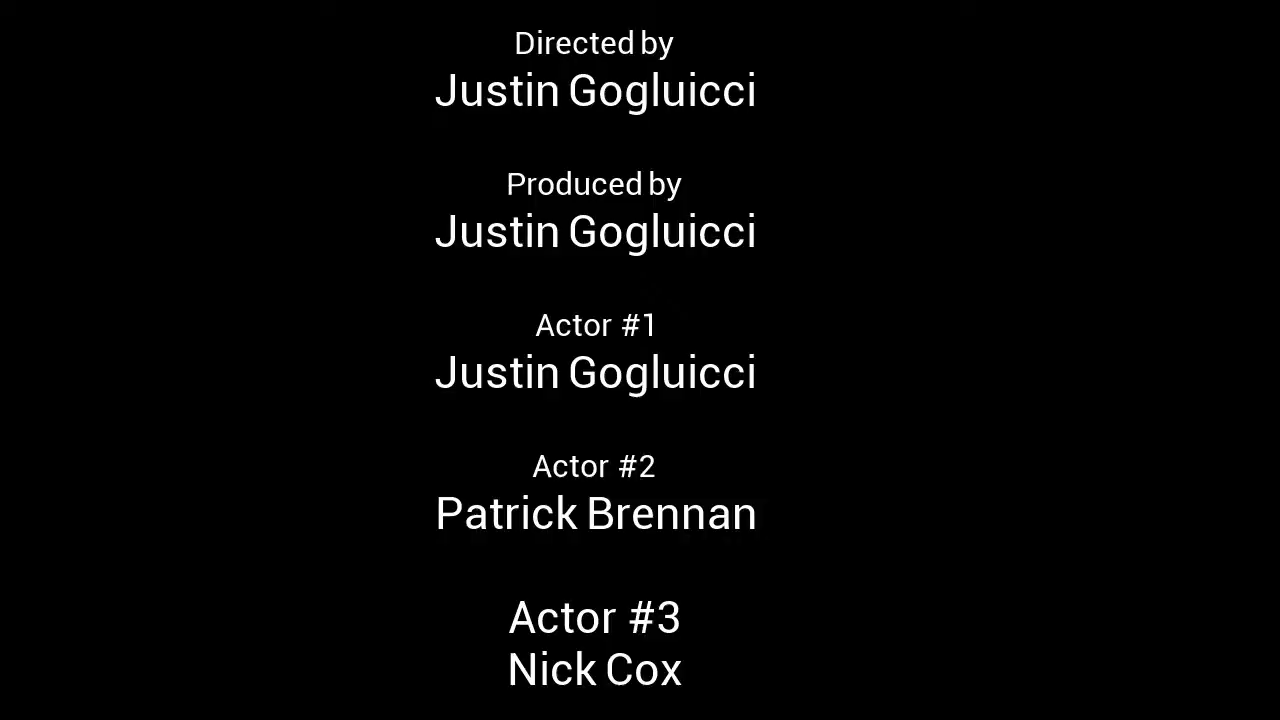 Directed by
Justin Gogluicci
Produced by
Justin Gogluicci
Actor #1
Justin Gogluicci
Actor #2
Patrick Brennan
Actor #3
Nick Cox